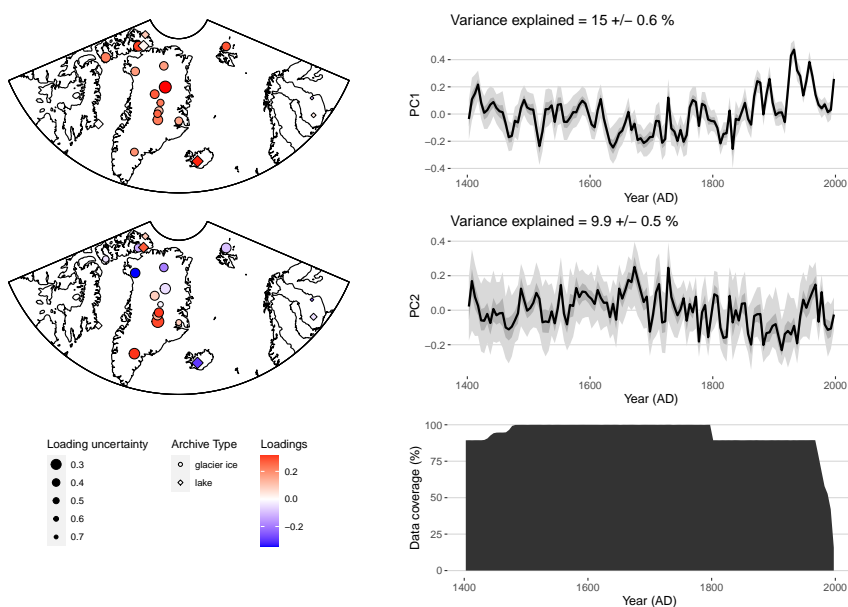 Variance explained = 15 +/− 0.6 %
0.4
0.2
0.0
−0.2
−0.4
PC1
1400
1600
1800
2000
Year (AD)
Variance explained = 9.9 +/− 0.5 %
0.4
0.2
0.0
−0.2
PC2
1400
1600
1800
2000
Year (AD)
Loading uncertainty
0.3
0.4
0.5
0.6
0.7
Archive Type
glacier ice
lake
Loadings
0.2
0.0
−0.2
100
75
50
25
0
Data coverage (%)
1400
1600
1800
2000
Year (AD)